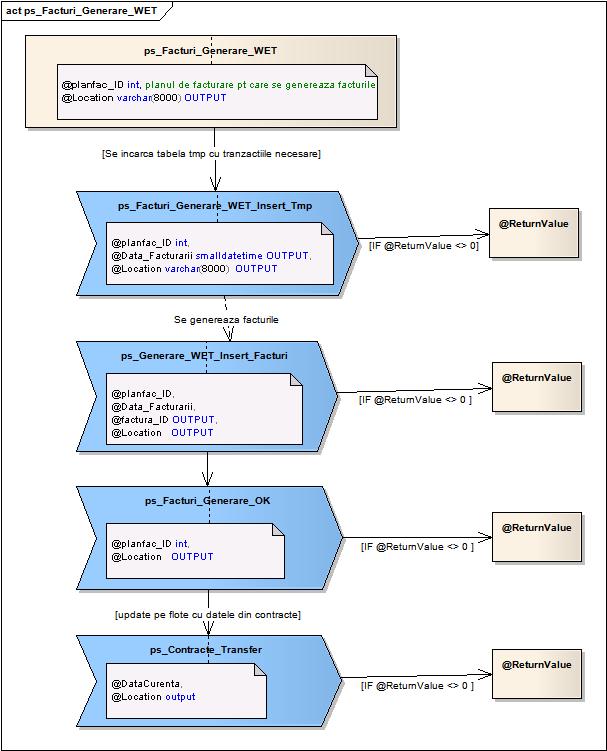 act ps_Facturi_Generare_WET
ps_Facturi_Generare_WET
@planfac_ID int, planul de facturare pt care se genereaza facturile
@Location varchar(8000) OUTPUT
[Se incarca tabela tmp cu tranzactiile necesare]
ps_Facturi_Generare_WET_Insert_Tmp
@planfac_ID int,
@Data_Facturarii smalldatetime OUTPUT,
@Location varchar(8000) OUTPUT
@ReturnValue
[IF @ReturnValue <> 0]
Se genereaza facturile
ps_Generare_WET_Insert_Facturi
@planfac_ID,
@Data_Facturarii,
@factura_ID OUTPUT,
@Location OUTPUT
@ReturnValue
[IF @ReturnValue <> 0 ]
ps_Facturi_Generare_OK
@planfac_ID int,
@Location OUTPUT
@ReturnValue
[IF @ReturnValue <> 0 ]
[update pe flote cu datele din contracte]
ps_Contracte_Transfer
@DataCurenta,
@Location output
@ReturnValue
[IF @ReturnValue <> 0 ]